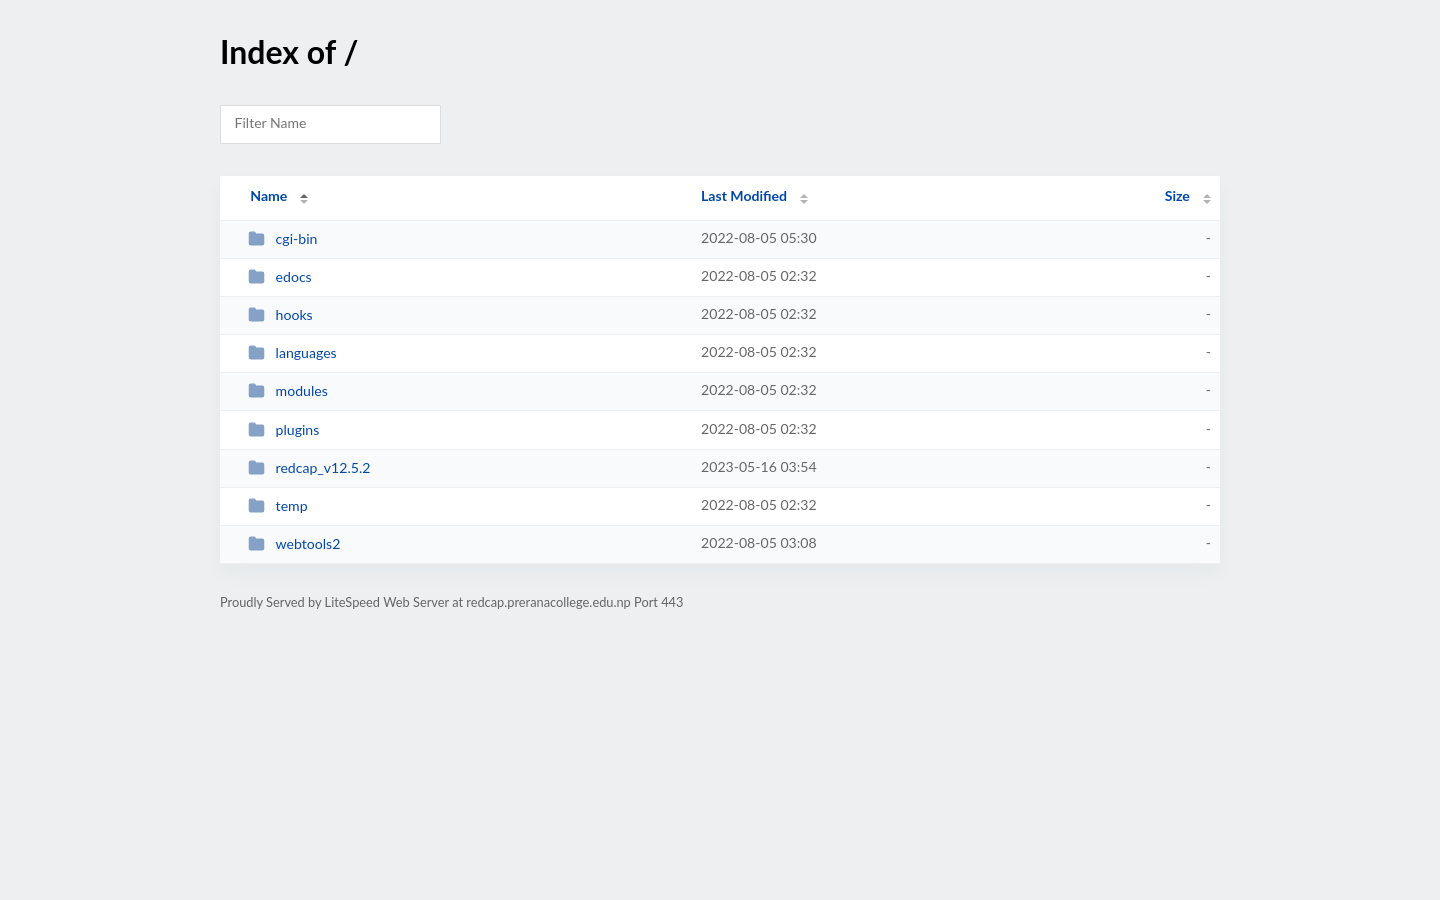 Index of /
Filter Name
Name Last Modified Size
cgi-bin 2022-08-05 05:30 -
edocs 2022-08-05 02:32 -
hooks 2022-08-05 02:32 -
languages 2022-08-05 02:32 -
modules 2022-08-05 02:32 -
plugins 2022-08-05 02:32 -
redcap_v12.5.2 2023-05-16 03:54 -
temp 2022-08-05 02:32 -
webtools2 2022-08-05 03:08 -
Proudly Served by LiteSpeed Web Server at redcap.preranacollege.edu.np Port 443